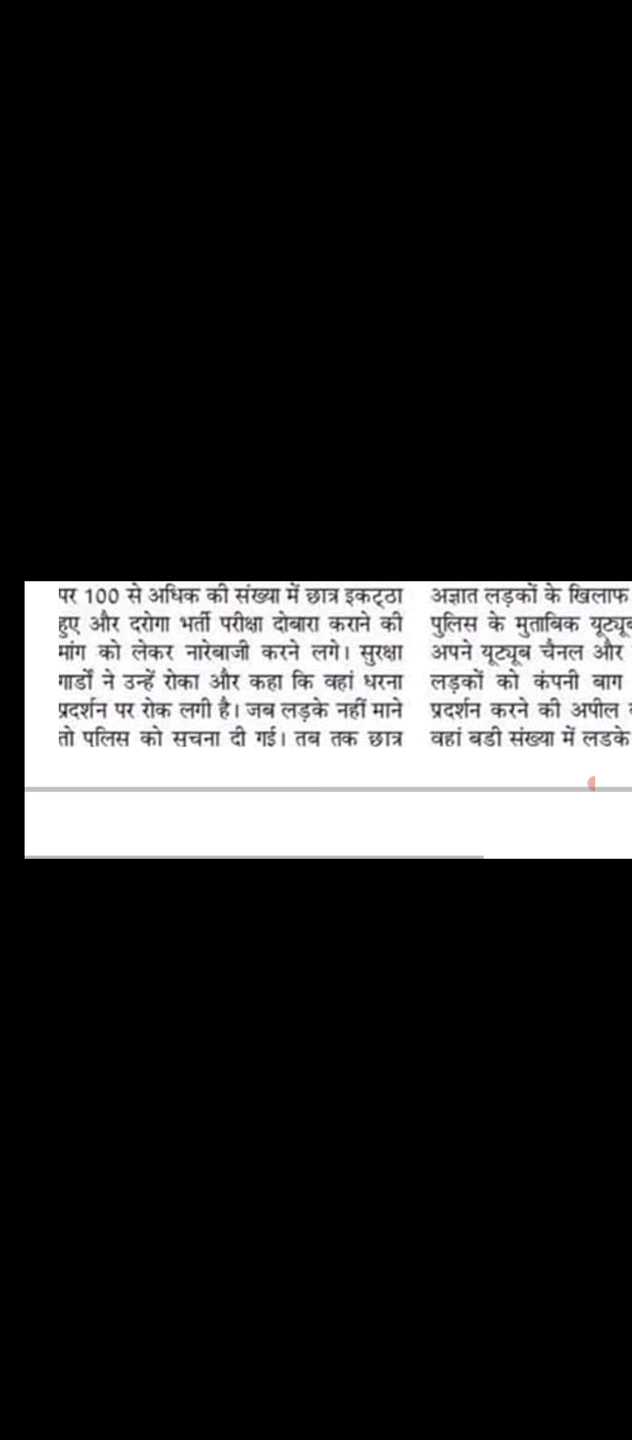 पर 100 से अधिक की संख्या में छात्र इकट्ठा
हुए और दरोगा भर्ती परीक्षा दोबारा कराने की
मांग को लेकर नारेबाजी करने लगे। सुरक्षा
गार्डों ने उन्हें रोका और कहा कि वहां धरना
प्रदर्शन पर रोक लगी है। जब लड़के नहीं माने
तो पुलिस को सूचना दी गई। तब तक छात्र
अज्ञात लड़कों के खिलाफ
पुलिस के मुताबिक
अपने यूट्यूब चैनल और
लड़कों को कंपनी बाग
प्रदर्शन करने की अपील
वहां बड़ी संख्या में लड़के